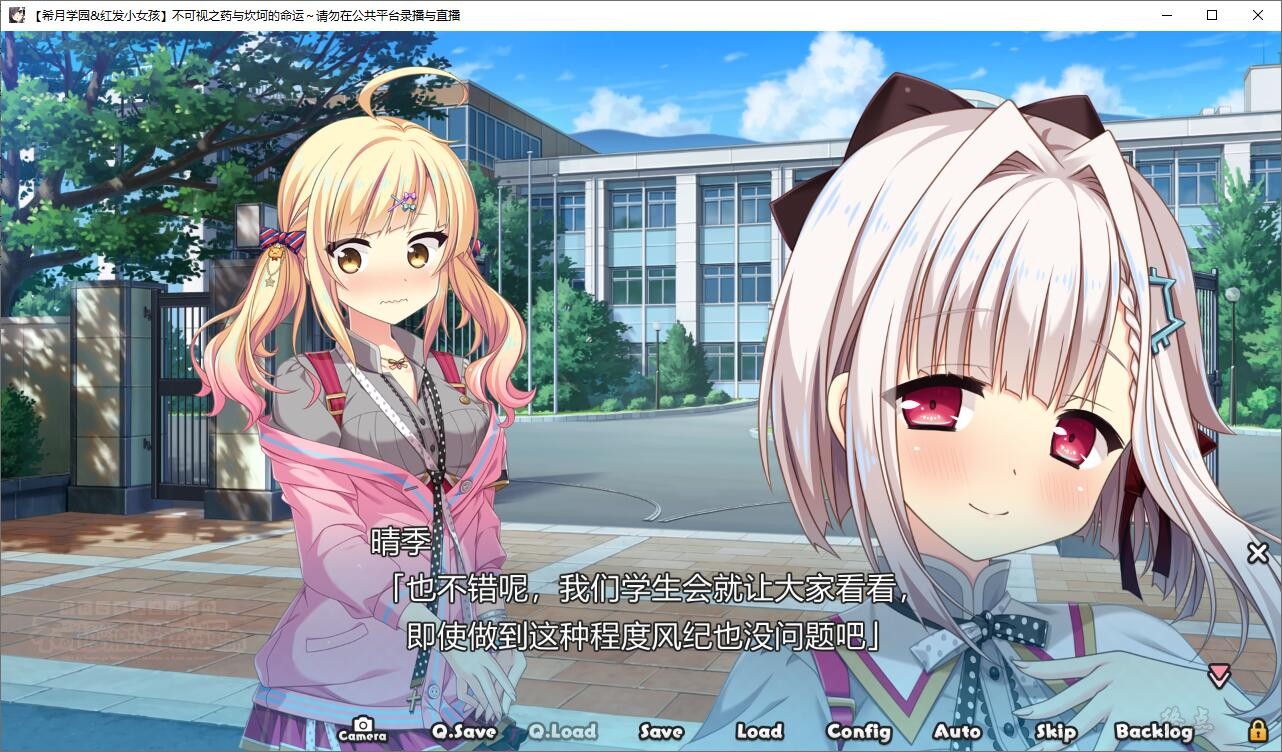 【希月学园&红发小女孩】不可视之药与坎坷的命运~请勿在公共平台录播与直播
晴季
「也不错呢，我们学生会就让大家看看，
即使做到这种程度风纪也没问题吧」
Camera Q.Save Q.Load Save Load Config Auto Skip Backlog